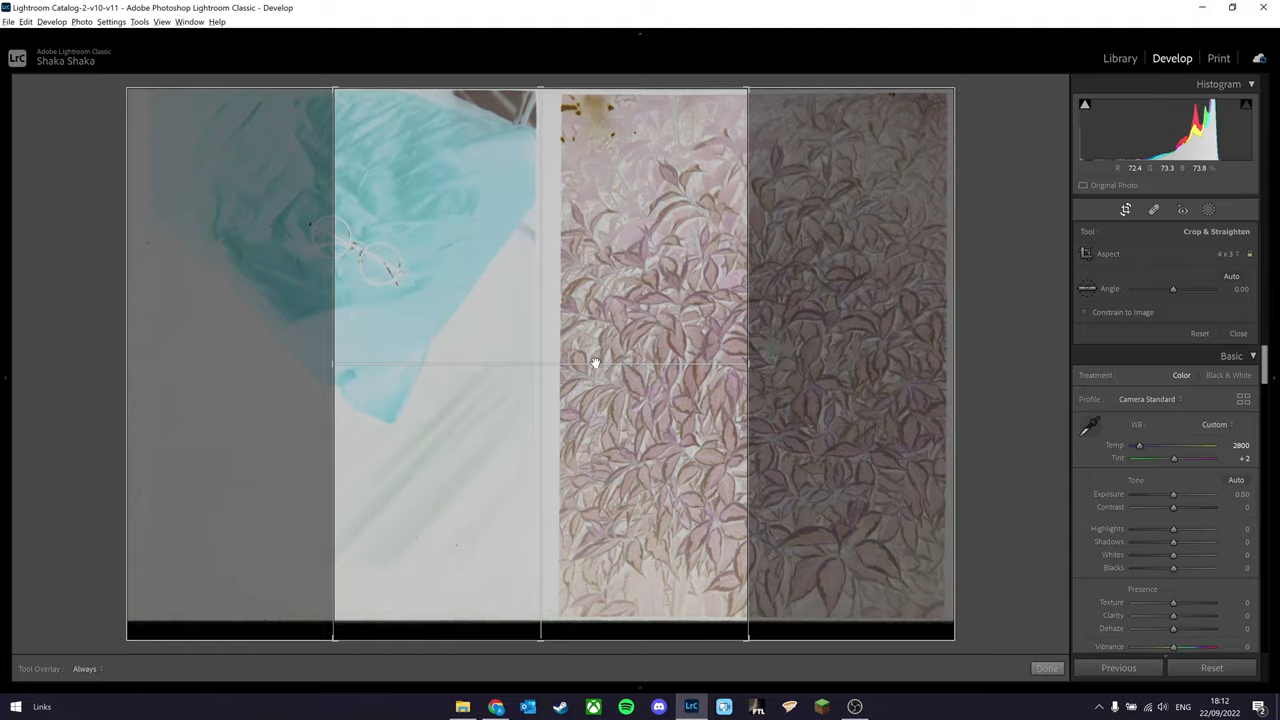 Lightroom Catalog-2-v10-v11 - Adobe Photoshop Lightroom Classic - Develop
File Edit Develop Photo Settings Tools View Window Help
LrC
Adobe Lightroom Classic
Shaka Shaka
Library Develop Print
Histogram
R 72.4 G 73.3 B 73.8 %
Original Photo
Tool : Crop & Straighten
Aspect 4 x 3
Auto
Angle 0.00
Constrain to Image
Reset Close
Basic
Treatment : Color Black & White
Profile : Camera Standard
WB : Custom
Temp 2800
Tint + 2
Tone Auto
Exposure 0.00
Contrast 0
Highlights 0
Shadows 0
Whites 0
Blacks 0
Presence
Texture 0
Clarity 0
Dehaze 0
Vibrance 0
Tool Overlay : Always
Done
Previous Reset
Links
LrC
FTL
18:12
22/09/2022
2